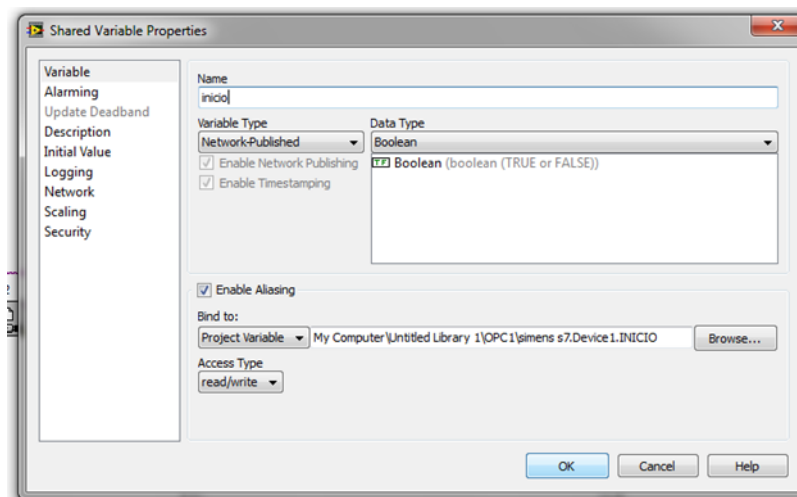 Shared Variable Properties
Variable
Alarming
Update Deadband
Description
Initial Value
Logging
Network
Scaling
Security
Name
inicio
Variable Type
Data Type
Network-Published
Boolean
Enable Network Publishing
Enable Timestamping
TF Boolean (boolean (TRUE or FALSE))
Enable Aliasing
Bind to:
Project Variable
My Computer\Untitled Library 1\OPC1\simens s7.Device1.INICIO
Browse...
Access Type
read/write
OK
Cancel
Help